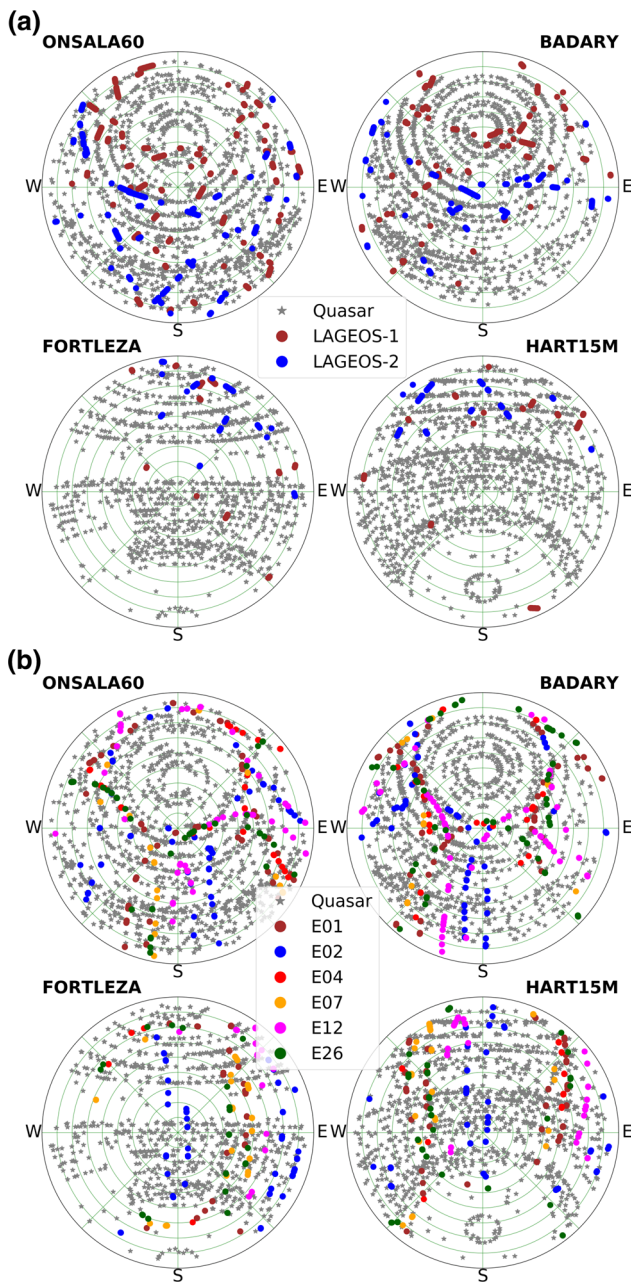 (a)
ONSALA60 BADARY
W E W E
S S
Quasar
LAGEOS-1
LAGEOS-2
FORTLEZA HART15M
W E W E
S S
(b)
ONSALA60 BADARY
W E W E
S S
Quasar
E01
E02
E04
E07
E12
E26
FORTLEZA HART15M
W E W E
S S